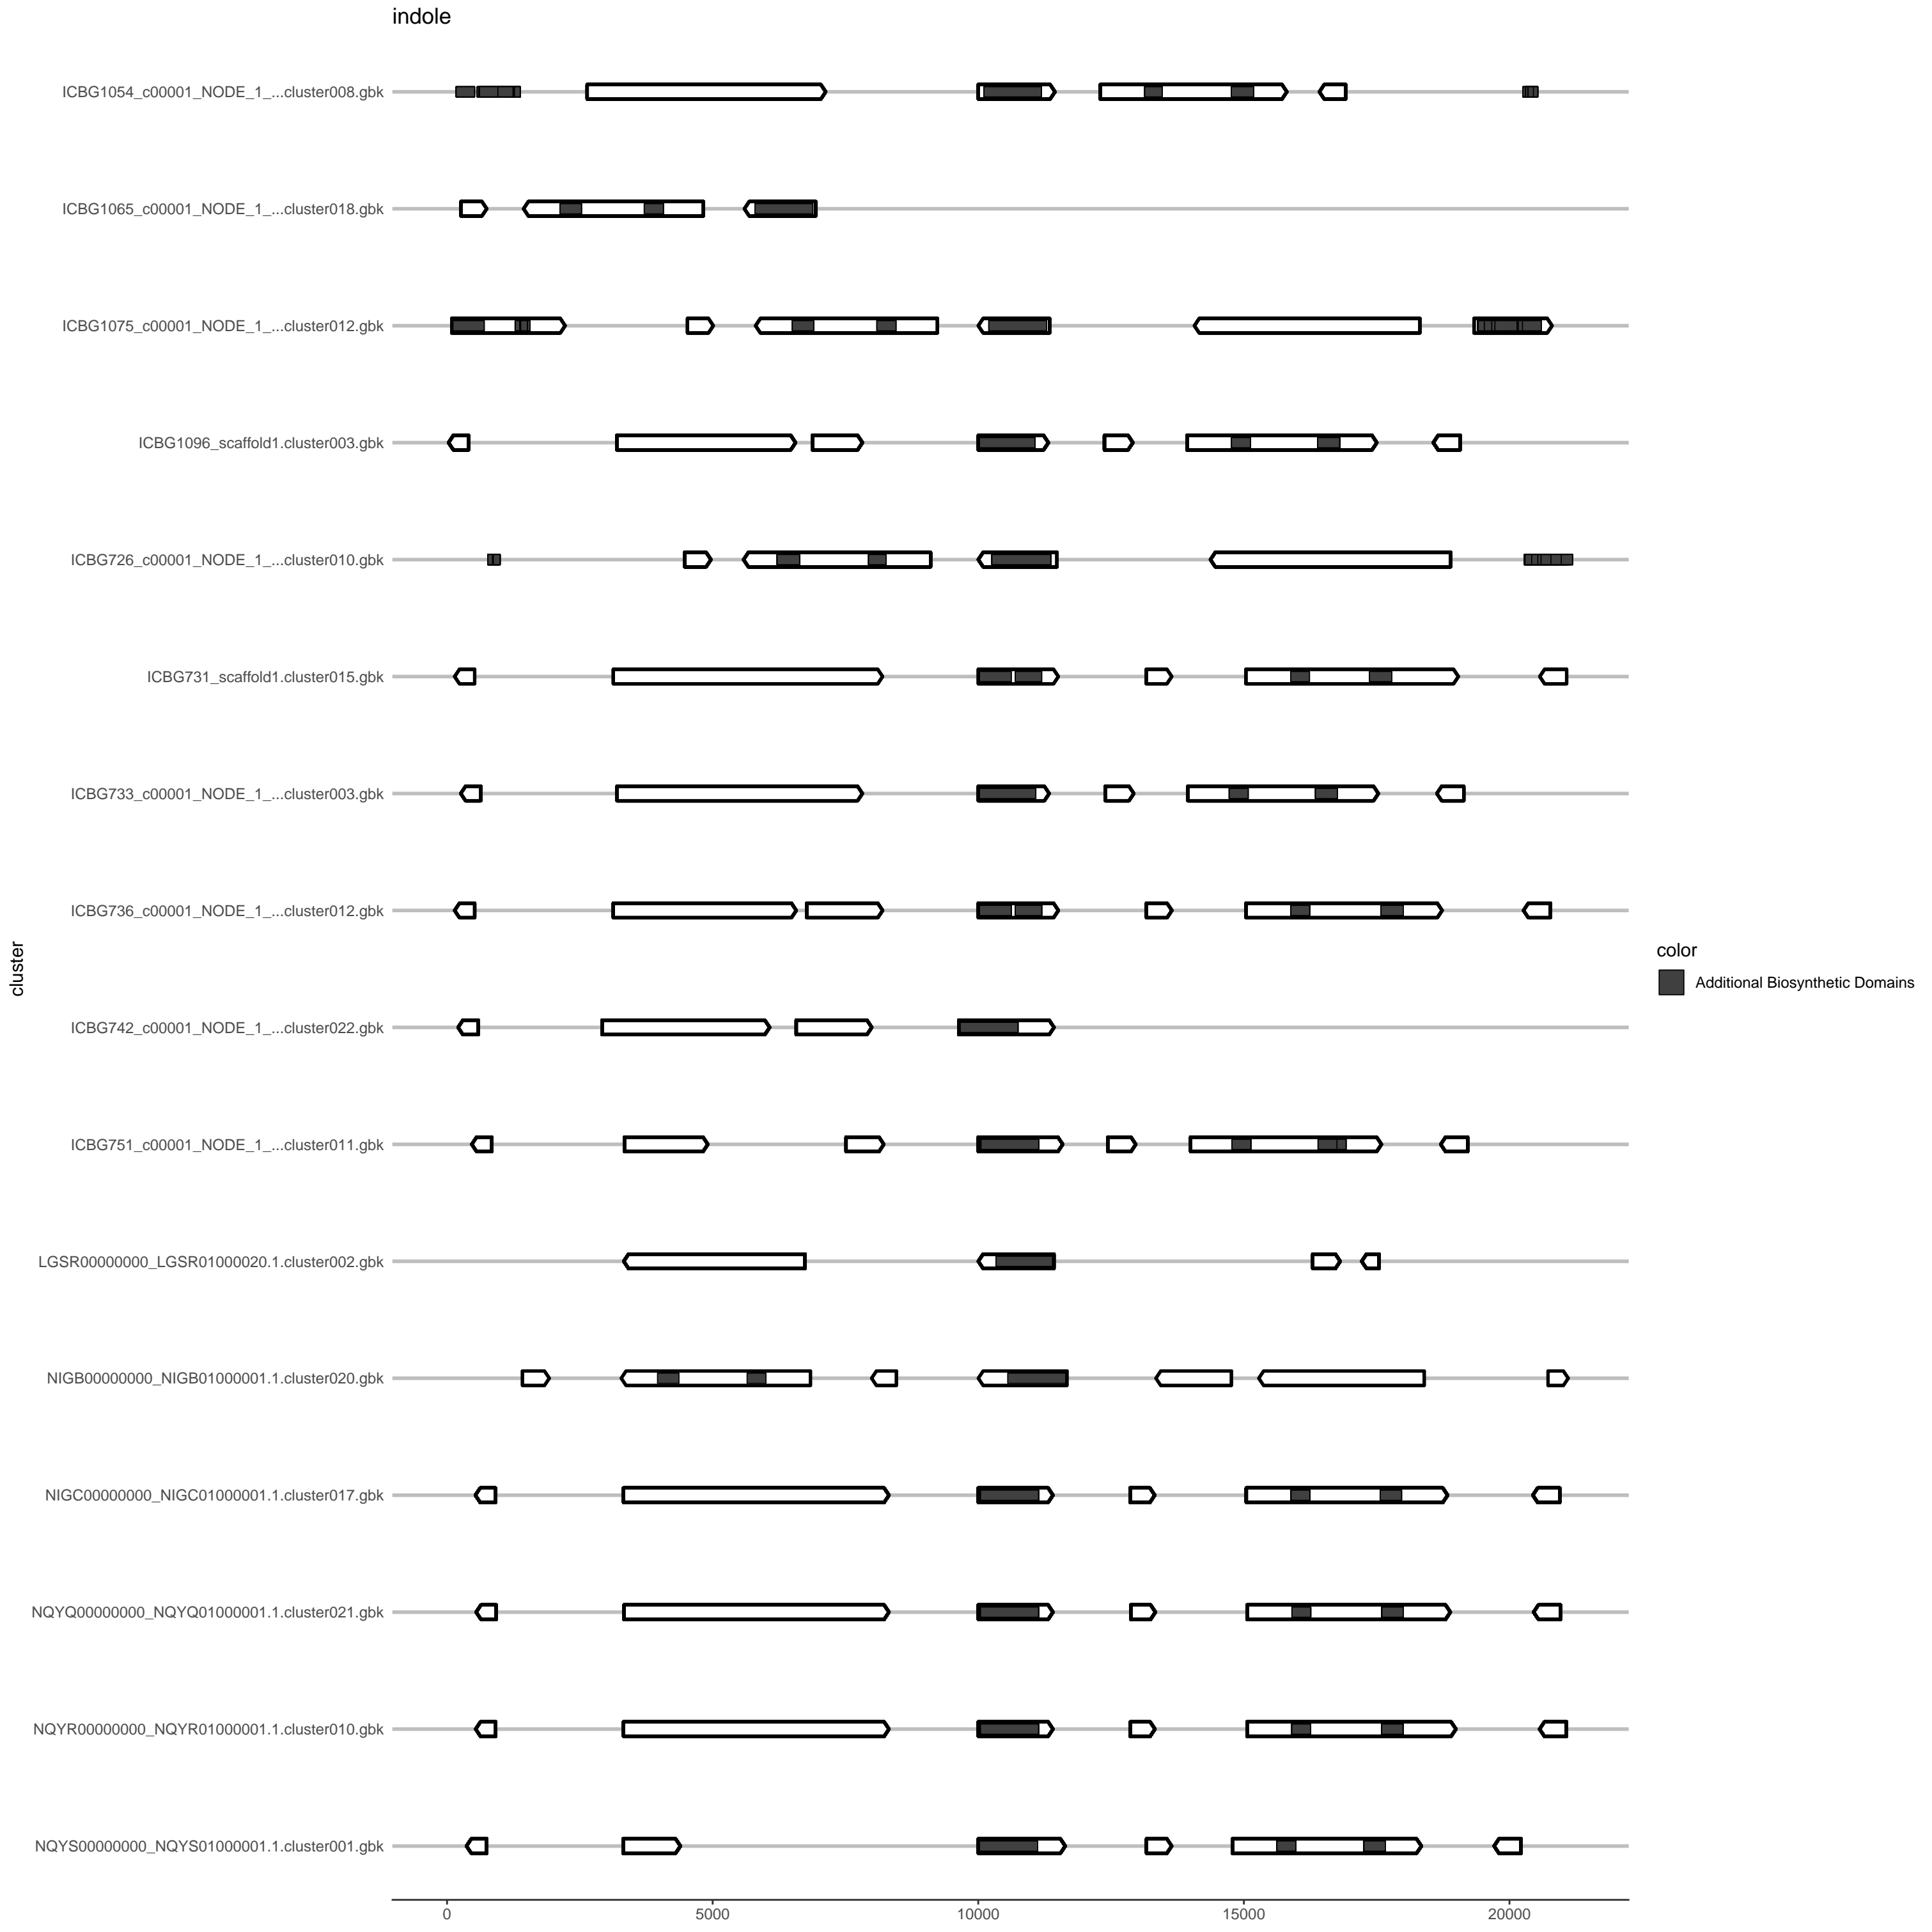 indole
ICBG1054_c00001_NODE_1_...cluster008.gbk
ICBG1065_c00001_NODE_1_...cluster018.gbk
ICBG1075_c00001_NODE_1_...cluster012.gbk
ICBG1096_scaffold1.cluster003.gbk
ICBG726_c00001_NODE_1_...cluster010.gbk
ICBG731_scaffold1.cluster015.gbk
ICBG733_c00001_NODE_1_...cluster003.gbk
ICBG736_c00001_NODE_1_...cluster012.gbk
ICBG742_c00001_NODE_1_...cluster022.gbk
ICBG751_c00001_NODE_1_...cluster011.gbk
LGSR00000000_LGSR01000020.1.cluster002.gbk
NIGB00000000_NIGB01000001.1.cluster020.gbk
NIGC00000000_NIGC01000001.1.cluster017.gbk
NQYQ00000000_NQYQ01000001.1.cluster021.gbk
NQYR00000000_NQYR01000001.1.cluster010.gbk
NQYS00000000_NQYS01000001.1.cluster001.gbk
cluster
0 5000 10000 15000 20000
color
Additional Biosynthetic Domains